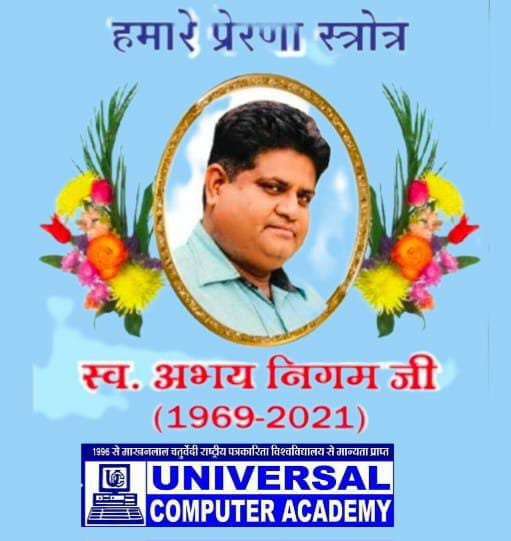 हमारे प्रेरणा स्त्रोत्र
स्व. अभय निगम जी
(1969-2021)
1996 से माखनलाल चतुर्वेदी राष्ट्रीय पत्रकारिता विश्वविद्यालय से मान्यता प्राप्त
UNIVERSAL
COMPUTER ACADEMY